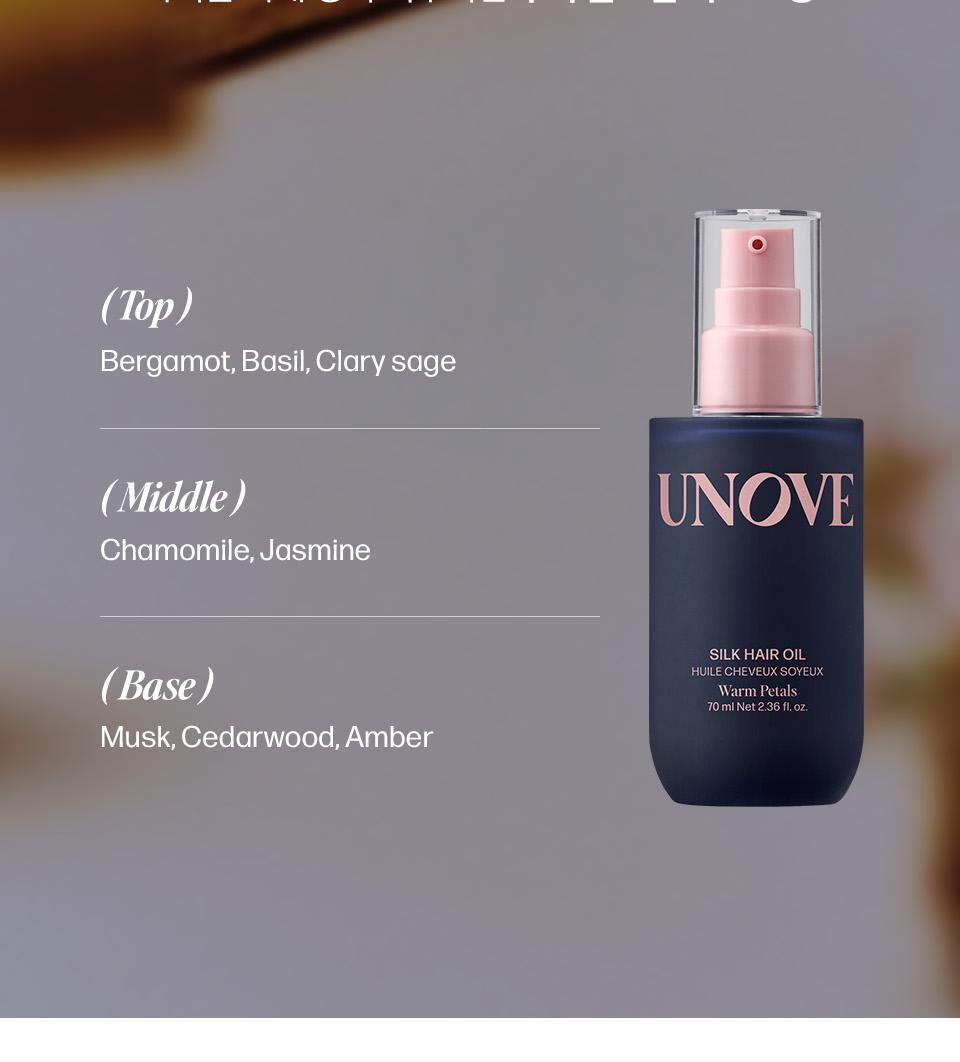 ( Top )
Bergamot, Basil, Clary sage
( Middle )
Chamomile, Jasmine
( Base )
Musk, Cedarwood, Amber
UNOVE
SILK HAIR OIL
HUILE CHEVEUX SOYEUX
Warm Petals
70 ml Net 2.36 fl. oz.